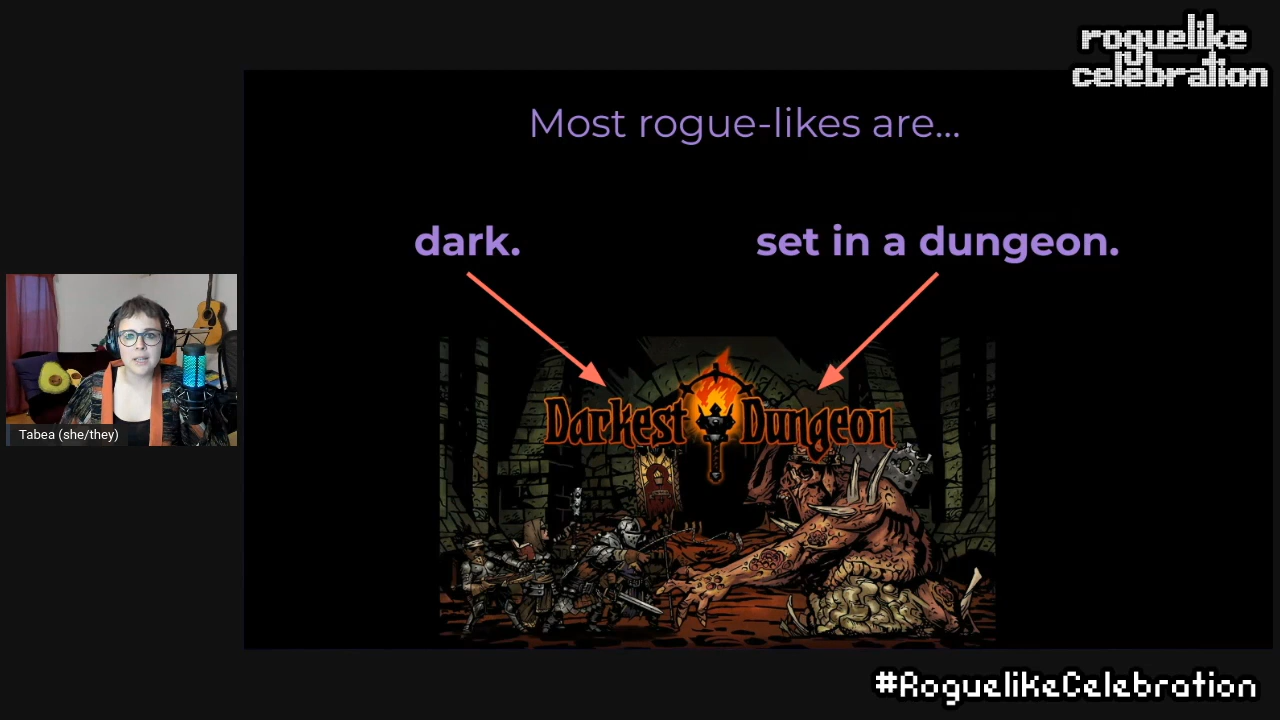 roguelike
celebration
Most rogue-likes are...
dark.
set in a dungeon.
Darkest Dungeon
Tabea (she/they)
#RoguelikeCelebration